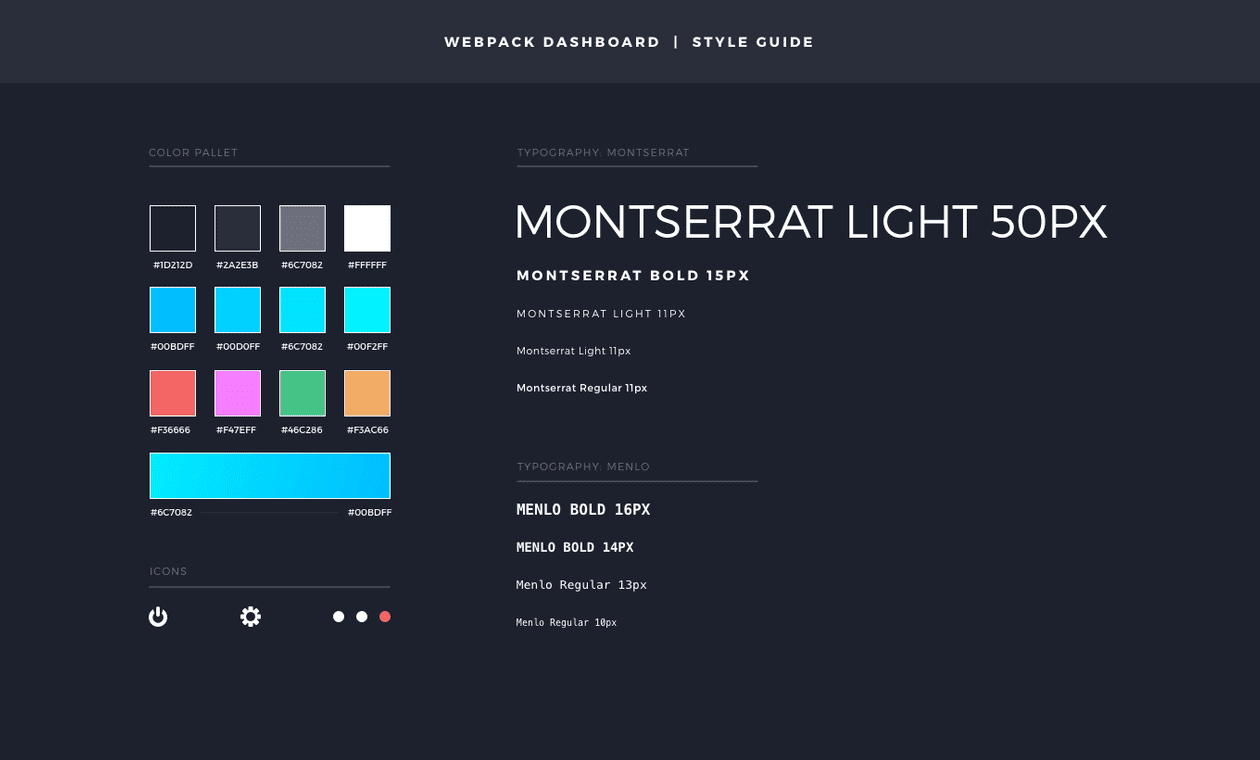 WEBPACK DASHBOARD | STYLE GUIDE
COLOR PALLET
#1D212D #2A2E3B #6C7082 #FFFFFF
#00BDFF #00D0FF #6C7082 #00F2FF
#F36666 #F47EFF #46C286 #F3AC66
#6C7082 #00BDFF
ICONS
TYPOGRAPHY: MONTSERRAT
MONTSERRAT LIGHT 50PX
MONTSERRAT BOLD 15PX
MONTSERRAT LIGHT 11PX
Montserrat Light 11px
Montserrat Regular 11px
TYPOGRAPHY: MENLO
MENLO BOLD 16PX
MENLO BOLD 14PX
Menlo Regular 13px
Menlo Regular 10px